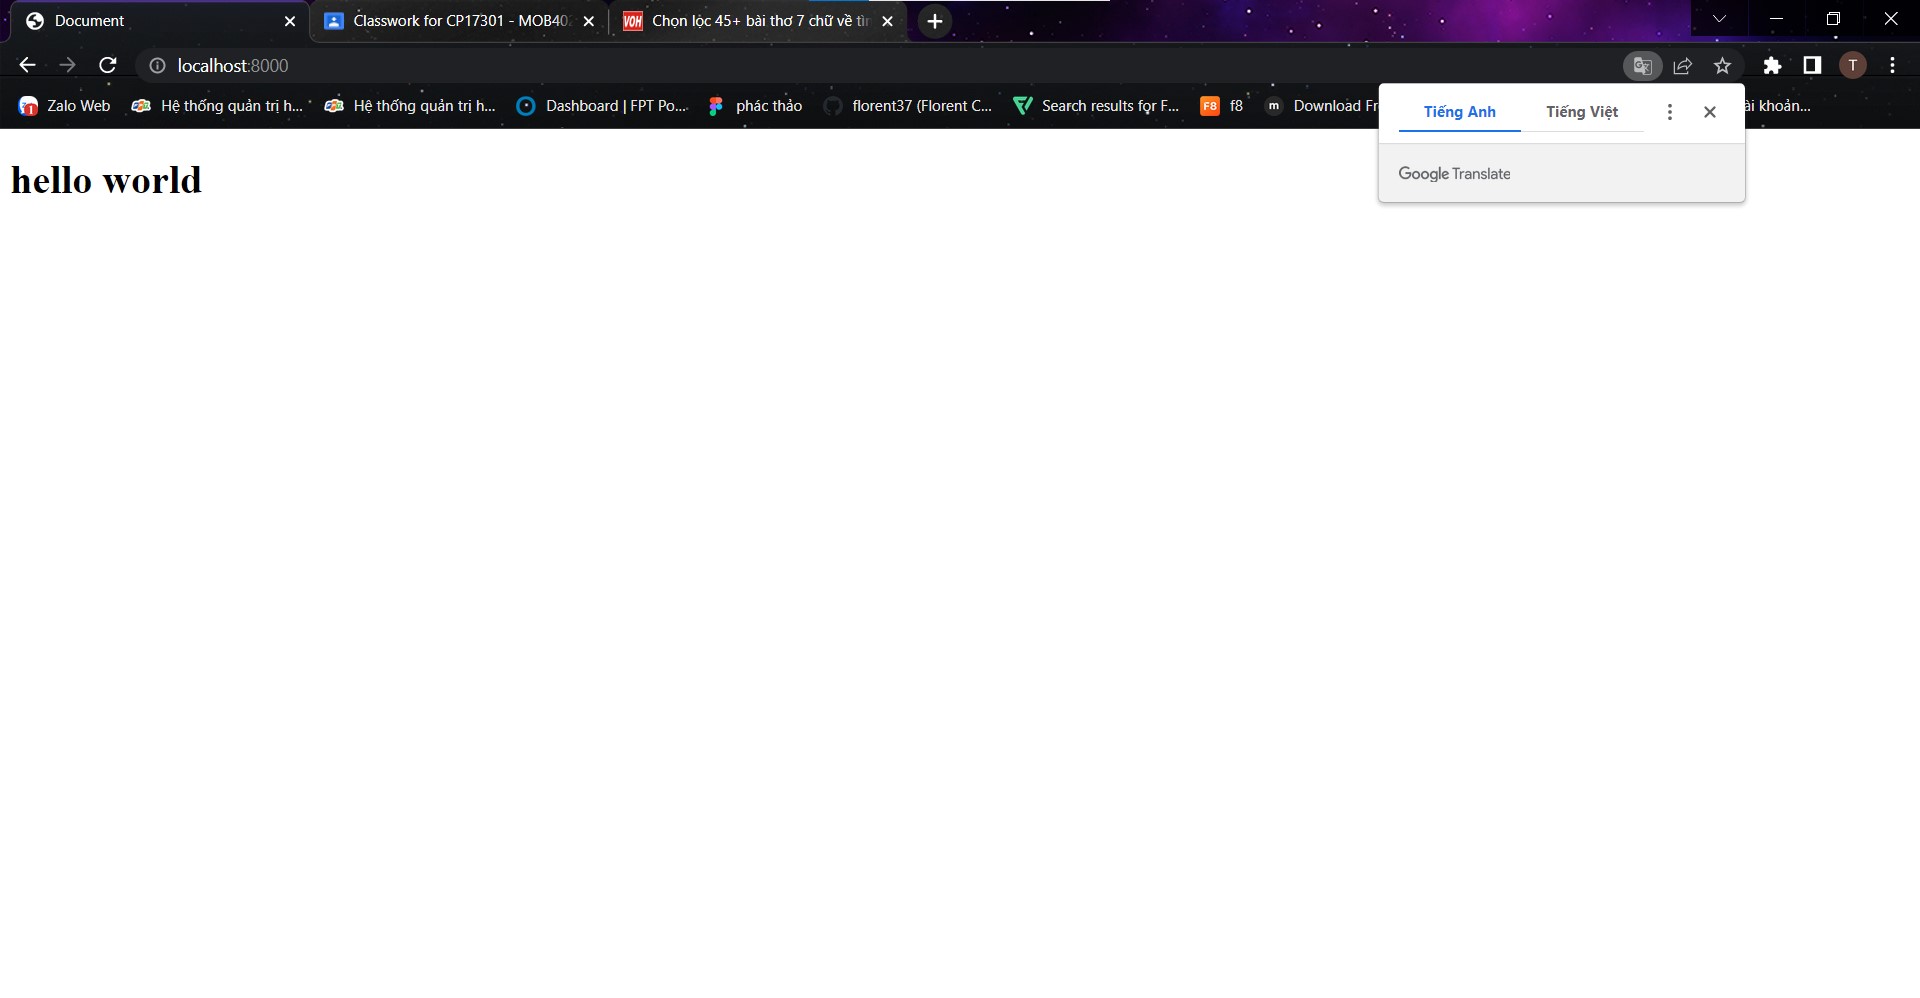 Document
Classwork for CP17301 - MOB40
VOH Chọn lọc 45+ bài thơ 7 chữ về tìn
localhost:8000
T
Zalo Web
Hệ thống quản trị h...
Hệ thống quản trị h...
Dashboard | FPT Po...
phác thảo
florent37 (Florent C...
Search results for F...
F8 f8
m Download Fr
ài khoản...
Tiếng Anh
Tiếng Việt
Google Translate
hello world